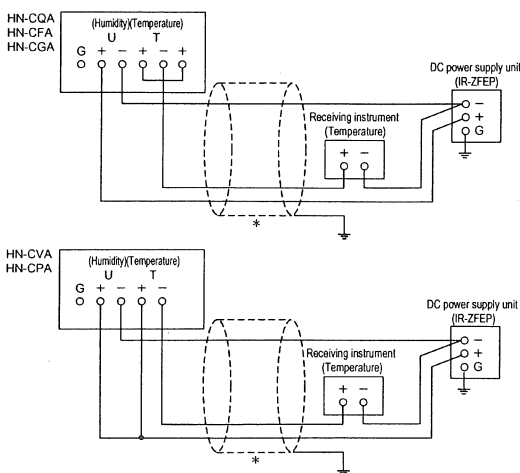 HN-CQA
HN-CFA
HN-CGA
(Humidity)(Temperature)
U T
G + − + − +
DC power supply unit
(IR-ZFEP)
−
+
G
Receiving instrument
(Temperature)
+ −
*
HN-CVA
HN-CPA
(Humidity)(Temperature)
U T
G + − + −
DC power supply unit
(IR-ZFEP)
−
+
G
Receiving instrument
(Temperature)
+ −
*